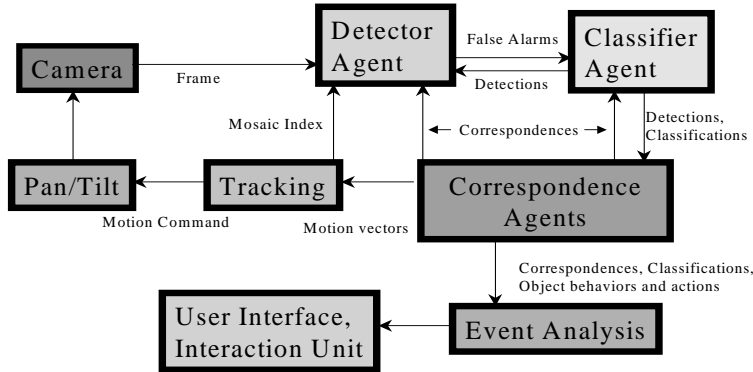 Detector
Agent
False Alarms
Classifier
Agent
Camera
Frame
Detections
Mosaic Index
Correspondences
Detections,
Classifications
Pan/Tilt
Tracking
Correspondence
Agents
Motion Command
Motion vectors
Correspondences, Classifications,
Object behaviors and actions
User Interface,
Interaction Unit
Event Analysis